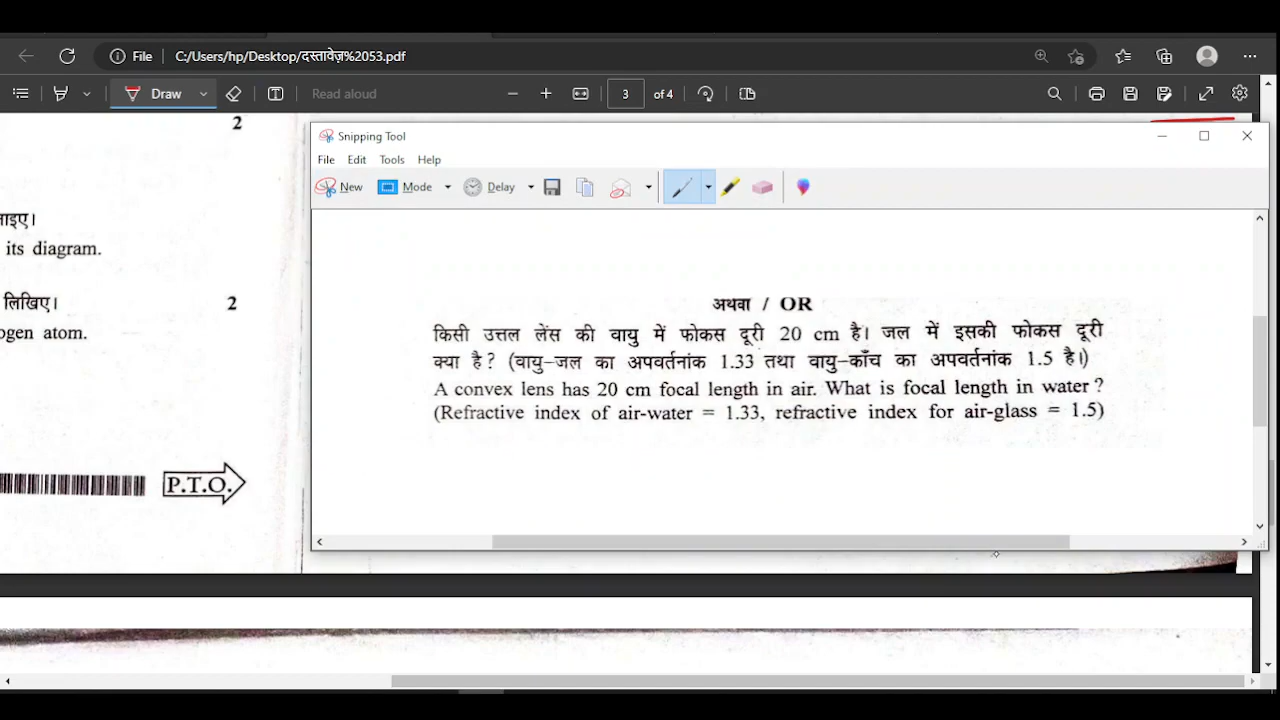 File C:/Users/hp/Desktop/दस्तावेज़%2053.pdf
Draw Read aloud 3 of 4
2
Snipping Tool
File Edit Tools Help
New Mode Delay
नाइए।
its diagram.
लिखिए। 2
ogen atom.
P.T.O.
अथवा / OR
किसी उत्तल लेंस की वायु में फोकस दूरी 20 cm है। जल में इसकी फोकस दूरी
क्या है? (वायु-जल का अपवर्तनांक 1.33 तथा वायु-काँच का अपवर्तनांक 1.5 है।)
A convex lens has 20 cm focal length in air. What is focal length in water ?
(Refractive index of air-water = 1.33, refractive index for air-glass = 1.5)